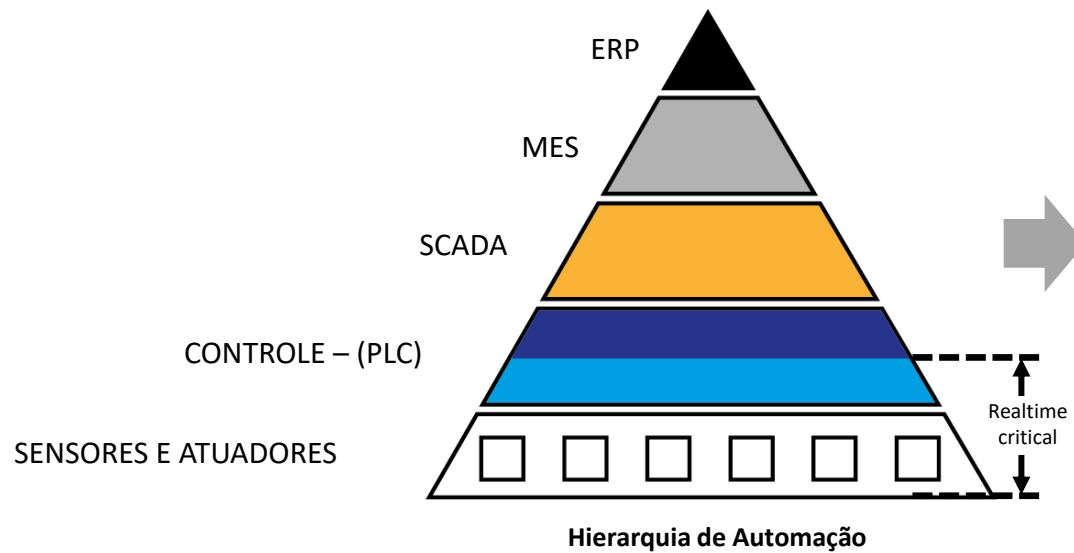 ERP
MES
SCADA
CONTROLE – (PLC)
Realtime
critical
SENSORES E ATUADORES
Hierarquia de Automação